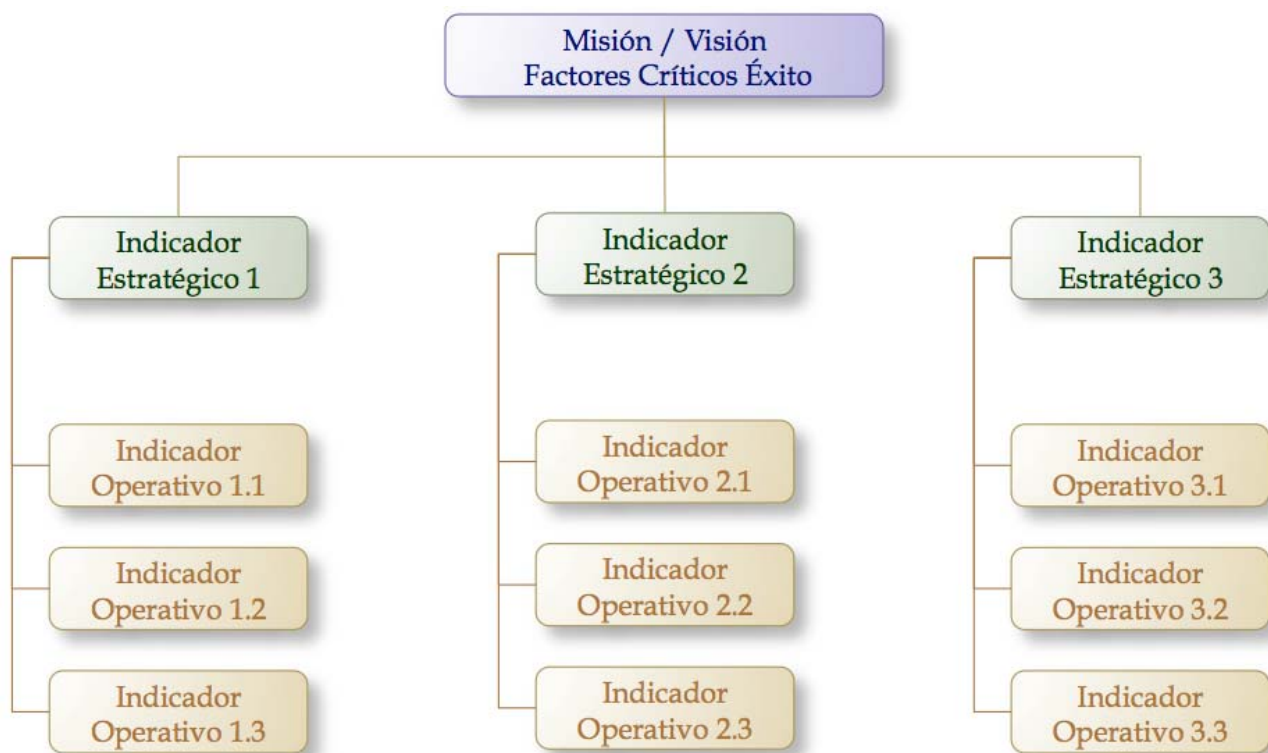 Misión / Visión
Factores Críticos Éxito
Indicador
Estratégico 1
Indicador
Estratégico 2
Indicador
Estratégico 3
Indicador
Operativo 1.1
Indicador
Operativo 2.1
Indicador
Operativo 3.1
Indicador
Operativo 1.2
Indicador
Operativo 2.2
Indicador
Operativo 3.2
Indicador
Operativo 1.3
Indicador
Operativo 2.3
Indicador
Operativo 3.3